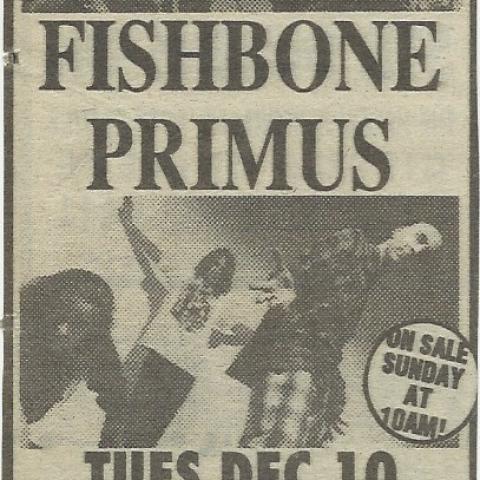 FISHBONE
PRIMUS
ON SALE
SUNDAY
AT
10AM!
TUES DEC 10